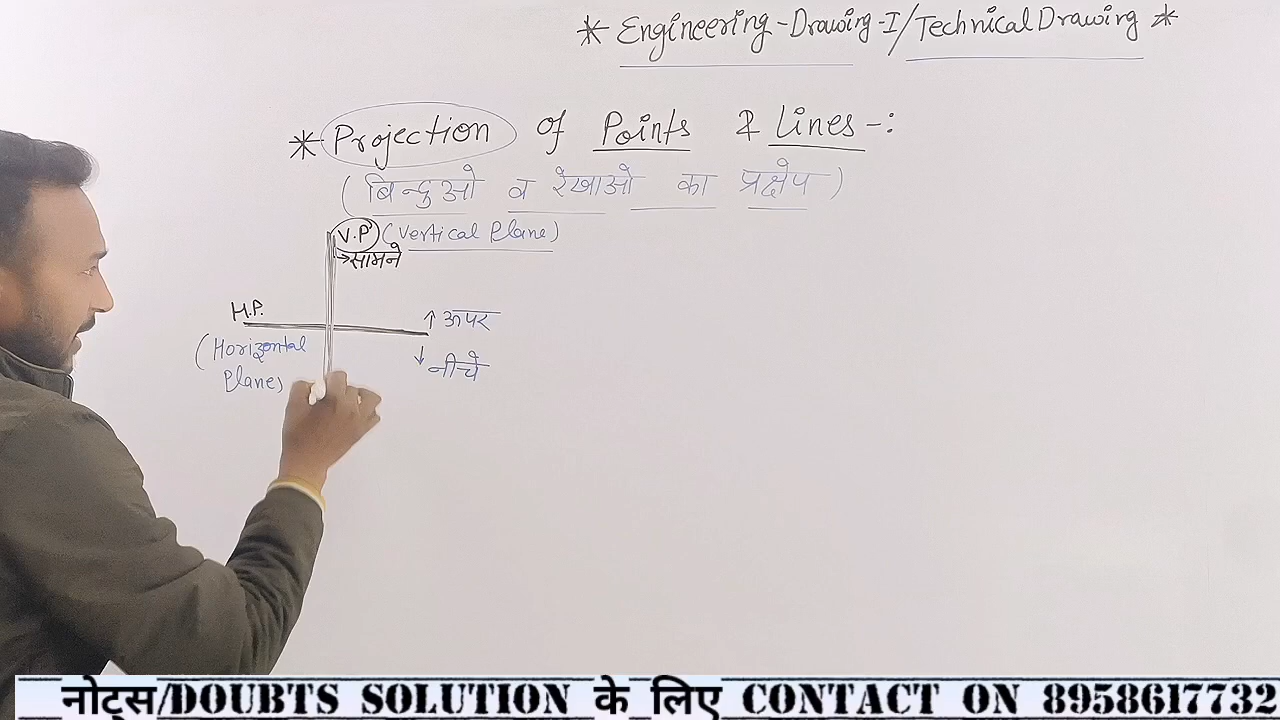 * Engineering-Drawing-I/Technical Drawing *
* Projection of Points & Lines -:
( बिन्दुओ व रेखाओ का प्रक्षेप )
V.P (Vertical Plane)
→सामने
H.P.
↑ ऊपर
(Horizontal
Plane)
↓ नीचे
नोट्स/DOUBTS SOLUTION के लिए CONTACT ON 8958617732